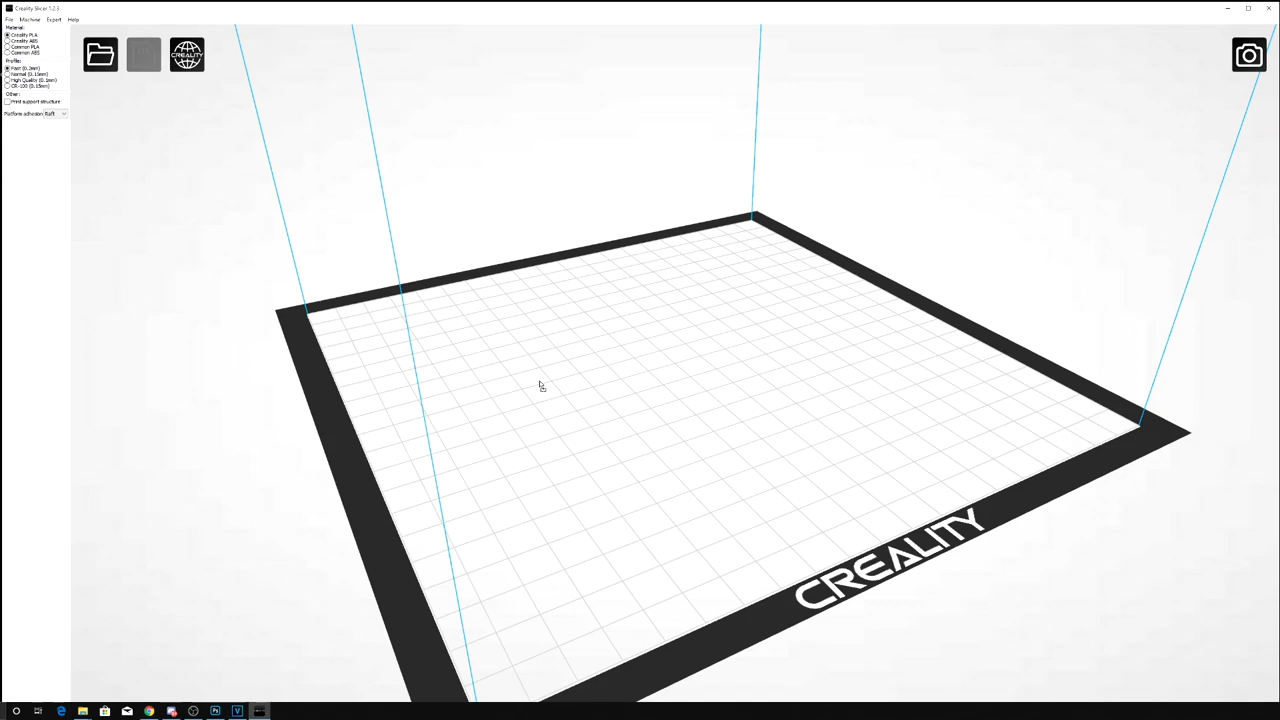 Creality Slicer 1.2.3
File Machine Expert Help
Material:
Creality PLA
Creality ABS
Common PLA
Common ABS
Profile:
Fast (0.2mm)
Normal (0.15mm)
High Quality (0.1mm)
CR-100 (0.15mm)
Other:
Print support structure
Platform adhesion Raft
CREALITY
CREALITY